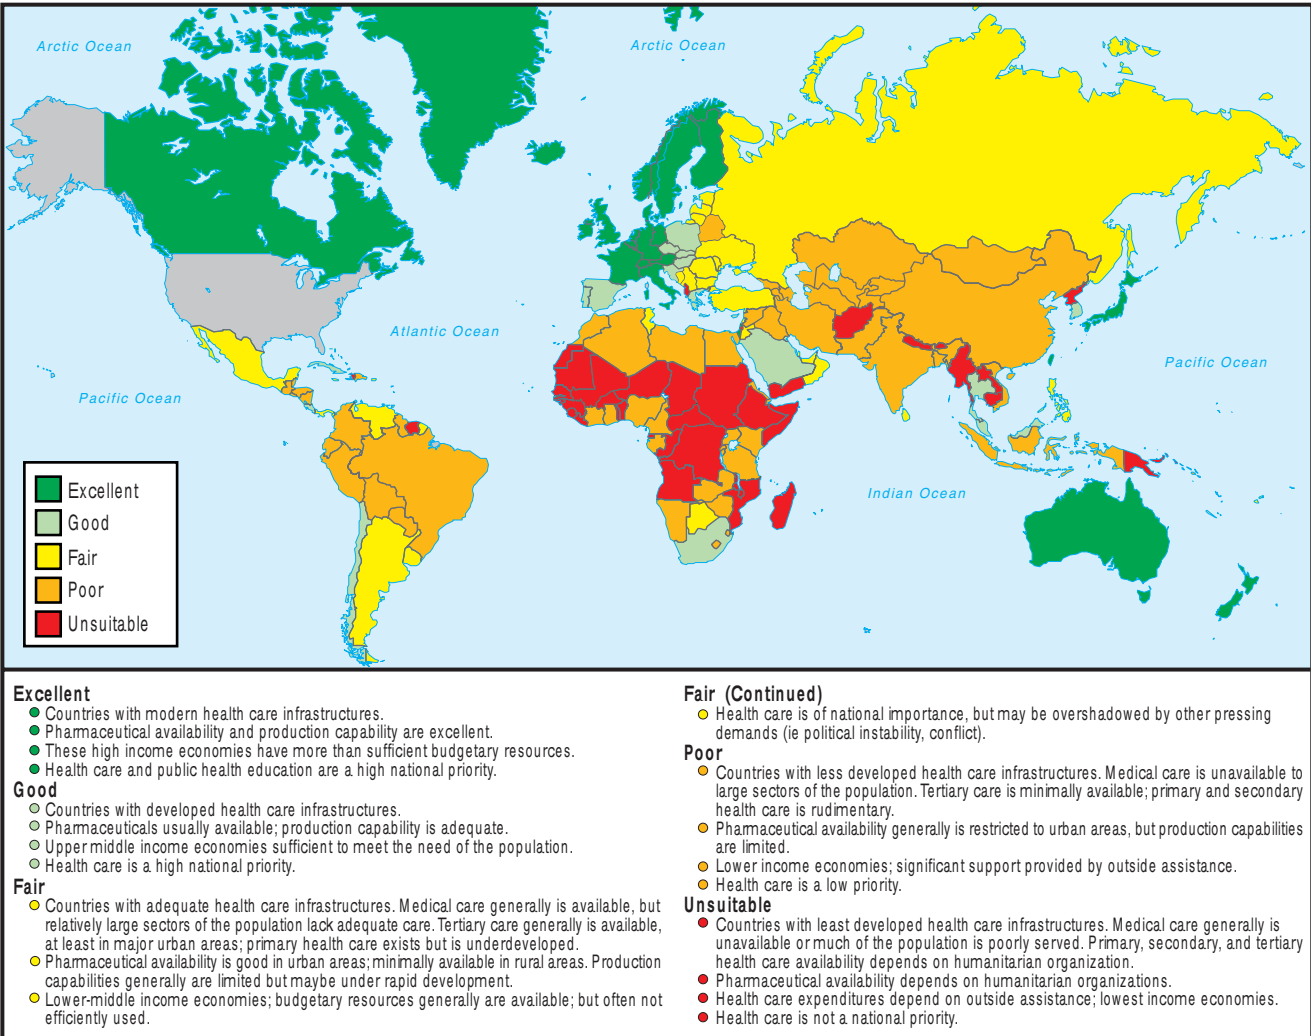 Arctic Ocean
Arctic Ocean
Atlantic Ocean
Pacific Ocean
Pacific Ocean
Indian Ocean
Excellent
Good
Fair
Poor
Unsuitable
Excellent
Countries with modern health care infrastructures.
Pharmaceutical availability and production capability are excellent.
These high income economies have more than sufficient budgetary resources.
Health care and public health education are a high national priority.
Good
Countries with developed health care infrastructures.
Pharmaceuticals usually available; production capability is adequate.
Upper middle income economies sufficient to meet the need of the population.
Health care is a high national priority.
Fair
Countries with adequate health care infrastructures. Medical care generally is available, but
relatively large sectors of the population lack adequate care. Tertiary care generally is available,
at least in major urban areas; primary health care exists but is underdeveloped.
Pharmaceutical availability is good in urban areas; minimally available in rural areas. Production
capabilities generally are limited but maybe under rapid development.
Lower-middle income economies; budgetary resources generally are available; but often not
efficiently used.
Fair (Continued)
Health care is of national importance, but may be overshadowed by other pressing
demands (ie political instability, conflict).
Poor
Countries with less developed health care infrastructures. Medical care is unavailable to
large sectors of the population. Tertiary care is minimally available; primary and secondary
health care is rudimentary.
Pharmaceutical availability generally is restricted to urban areas, but production capabilities
are limited.
Lower income economies; significant support provided by outside assistance.
Health care is a low priority.
Unsuitable
Countries with least developed health care infrastructures. Medical care generally is
unavailable or much of the population is poorly served. Primary, secondary, and tertiary
health care availability depends on humanitarian organization.
Pharmaceutical availability depends on humanitarian organizations.
Health care expenditures depend on outside assistance; lowest income economies.
Health care is not a national priority.